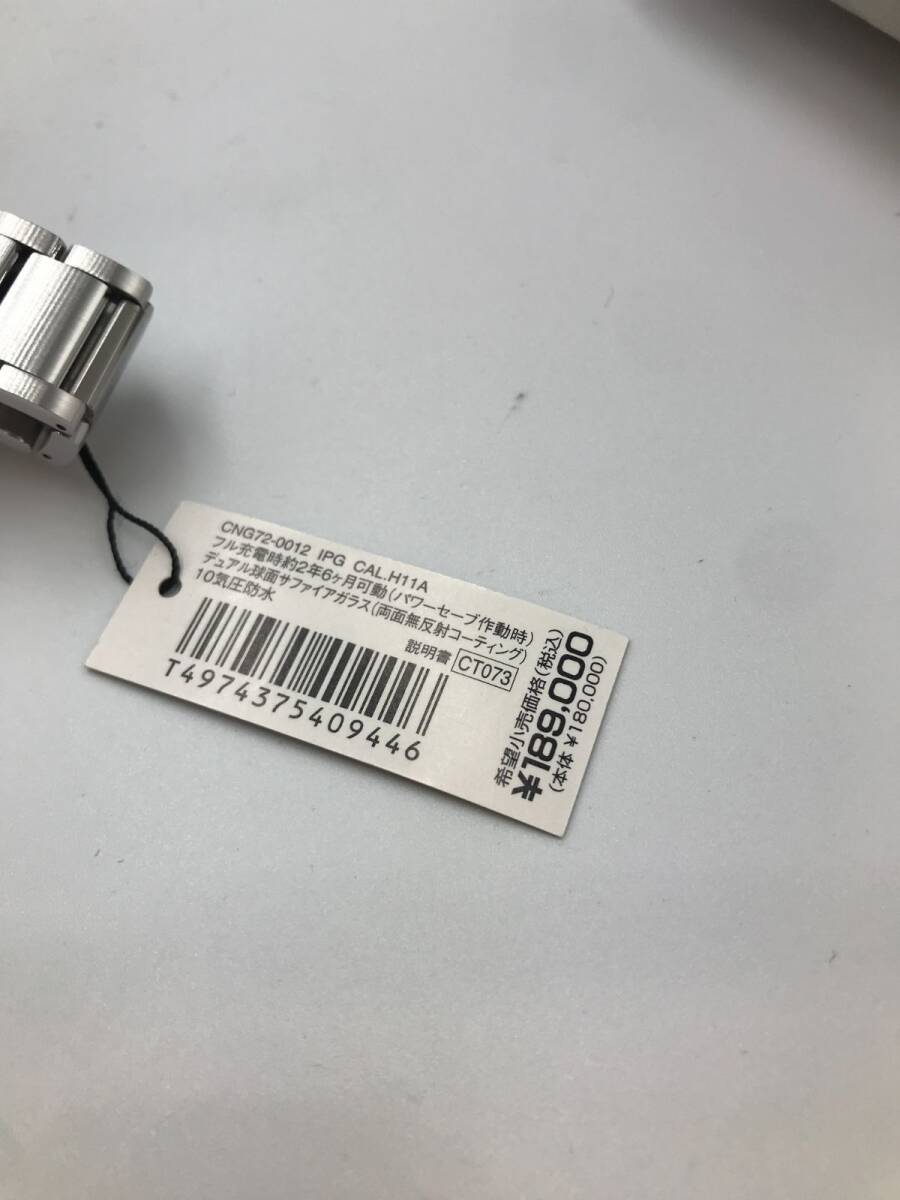 CNG72-0012 IPG CAL.H11A
フル充電時約2年6ヶ月可動(パワーセーブ作動時)
デュアル球面サファイアガラス(両面無反射コーティング)
10気圧防水
説明書 CT073
T4974375409446
希望小売価格(税込)
¥189,000
(本体 ¥180,000)